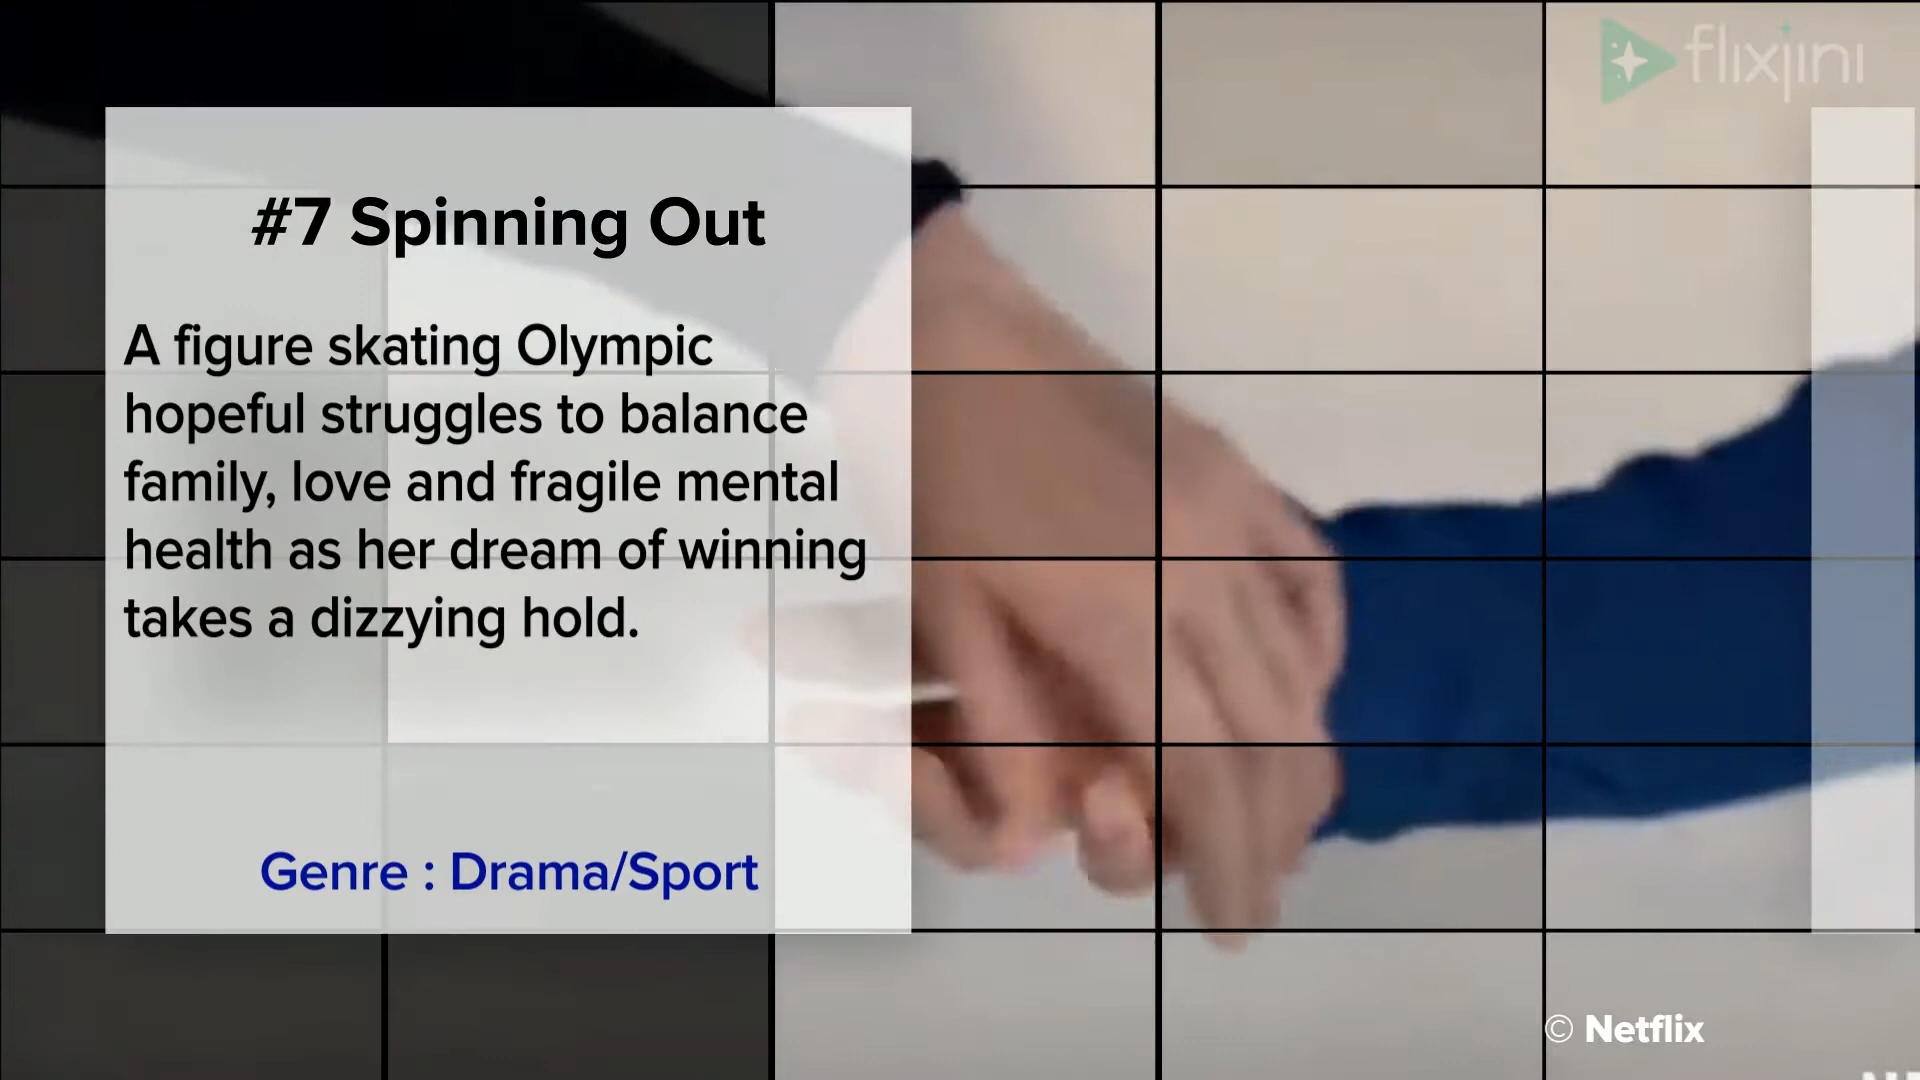 flixjini
#7 Spinning Out
A figure skating Olympic
hopeful struggles to balance
family, love and fragile mental
health as her dream of winning
takes a dizzying hold.
Genre : Drama/Sport
© Netflix